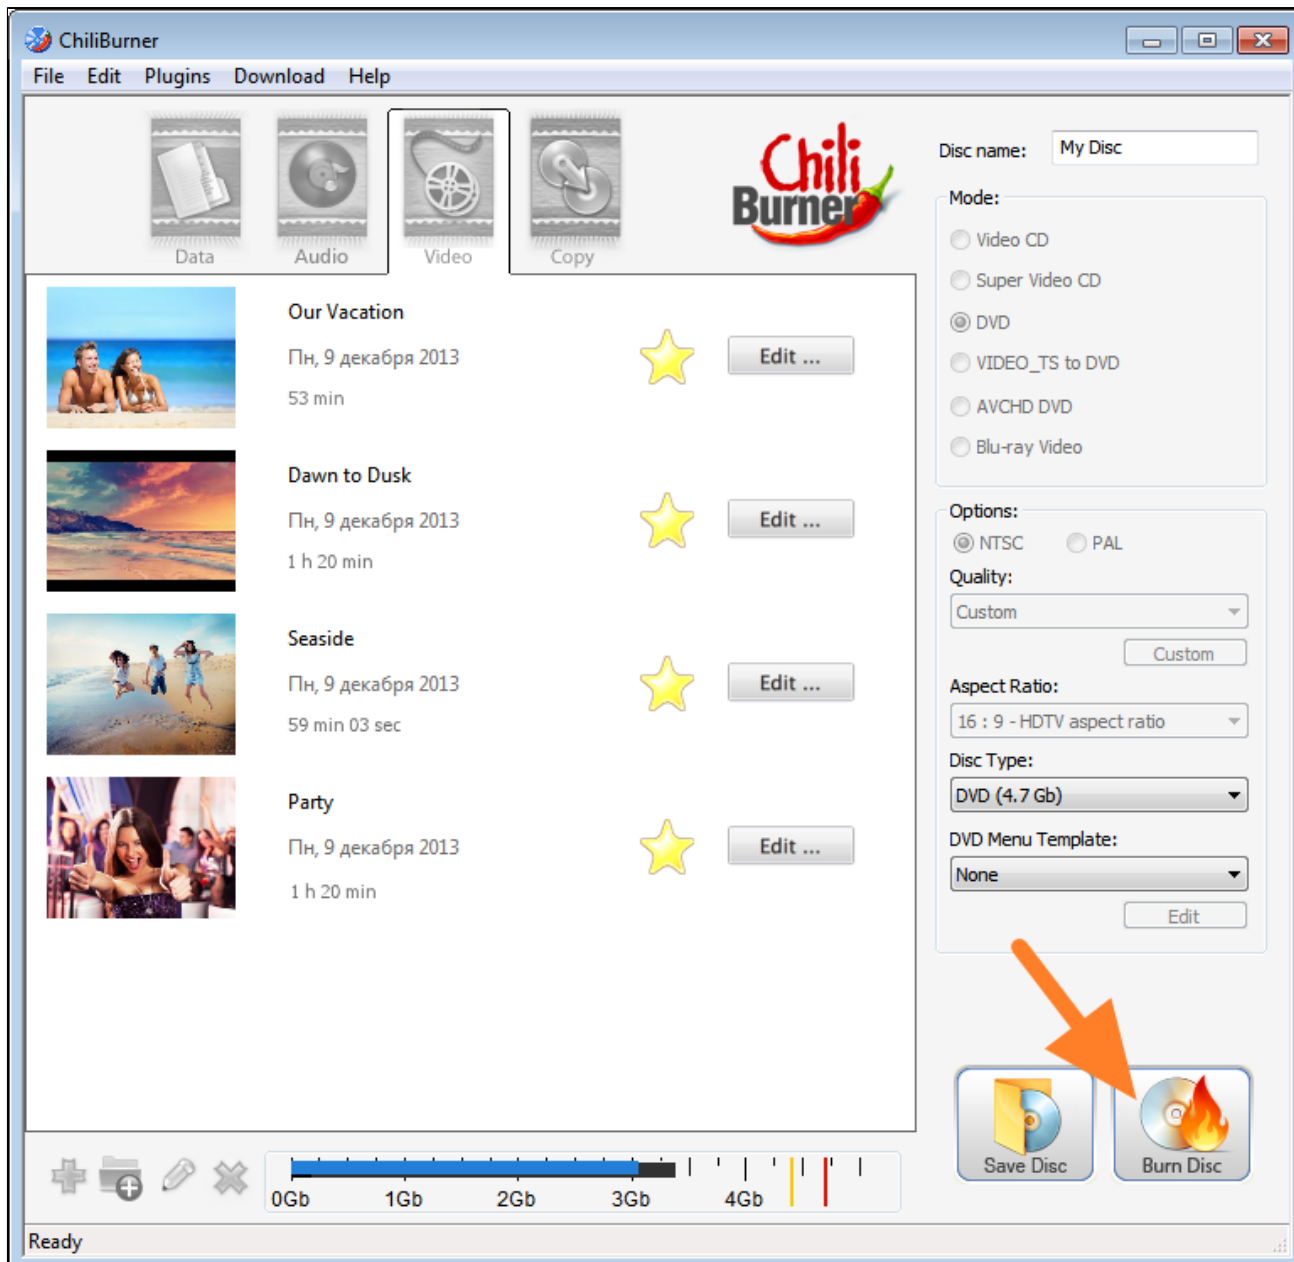 ChiliBurner
File Edit Plugins Download Help
Data Audio Video Copy
Chili
Burner
Disc name: My Disc
Mode:
Video CD
Super Video CD
DVD
VIDEO_TS to DVD
AVCHD DVD
Blu-ray Video
Our Vacation
Пн, 9 декабря 2013
53 min
Edit ...
Dawn to Dusk
Пн, 9 декабря 2013
1 h 20 min
Edit ...
Seaside
Пн, 9 декабря 2013
59 min 03 sec
Edit ...
Party
Пн, 9 декабря 2013
1 h 20 min
Edit ...
Options:
NTSC PAL
Quality:
Custom
Custom
Aspect Ratio:
16 : 9 - HDTV aspect ratio
Disc Type:
DVD (4.7 Gb)
DVD Menu Template:
None
Edit
Save Disc Burn Disc
0Gb 1Gb 2Gb 3Gb 4Gb
Ready